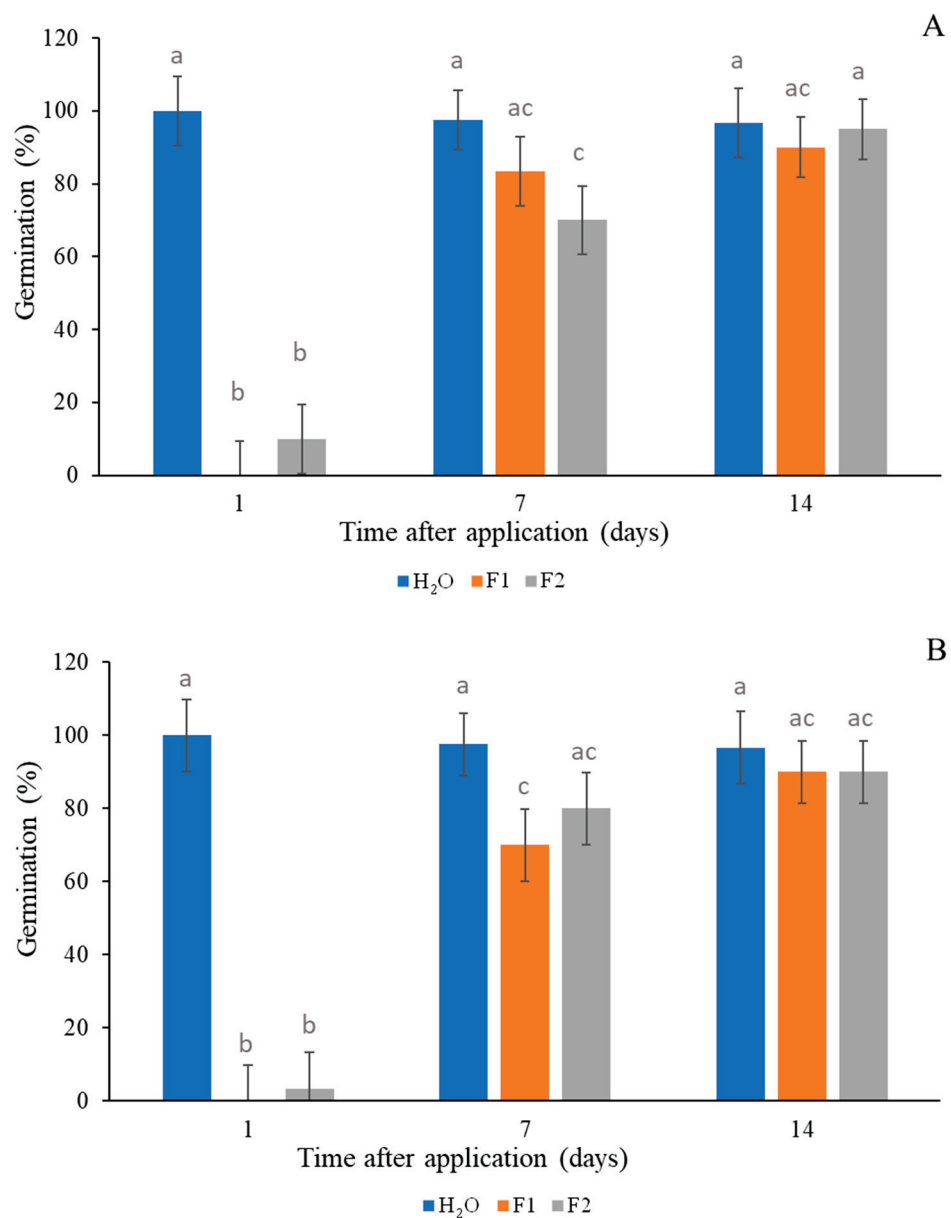 A
120
100
80
60
40
20
0
Germination (%)
a
b
b
a
ac
c
a
ac
a
1 7 14
Time after application (days)
H₂O F1 F2
B
120
100
80
60
40
20
0
Germination (%)
a
b
b
a
c
ac
a
ac
ac
1 7 14
Time after application (days)
H₂O F1 F2